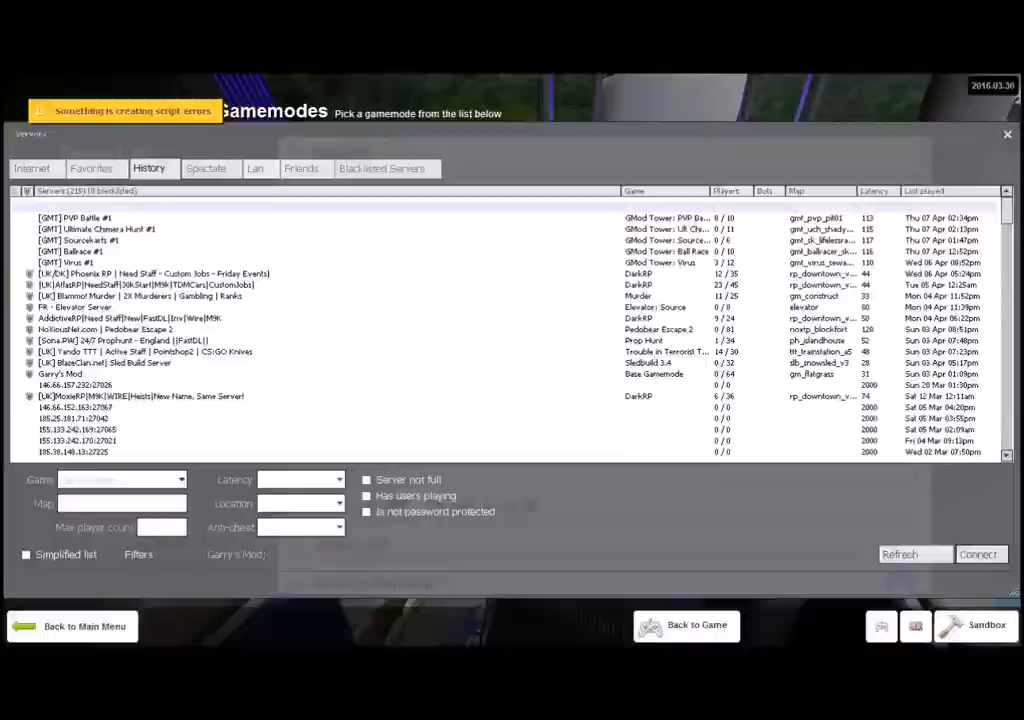 2016.03.30
Something is creating script errors
Gamemodes Pick a gamemode from the list below
Servers
Internet Favorites History Spectate Lan Friends Blacklisted Servers
Servers (215) (0 blacklisted) Game Players Bots Map Latency Last played
[GMT] PVP Battle #1 GMod Tower: PVP Ba... 8 / 10 gmt_pvp_pit01 113 Thu 07 Apr 02:34pm
[GMT] Ultimate Chimera Hunt #1 GMod Tower: Ult Chi... 0 / 11 gmt_uch_shady... 115 Thu 07 Apr 02:13pm
[GMT] Sourcekarts #1 GMod Tower: Source... 0 / 6 gmt_sk_lifelessra... 117 Thu 07 Apr 01:47pm
[GMT] Ballrace #1 GMod Tower: Ball Race 0 / 10 gmt_ballracer_sk... 116 Thu 07 Apr 12:52pm
[GMT] Virus #1 GMod Tower: Virus 3 / 12 gmt_virus_sewa... 110 Wed 06 Apr 08:52pm
[UK/DK] Phoenix RP | Need Staff - Custom Jobs - Friday Events} DarkRP 12 / 35 rp_downtown_v... 44 Wed 06 Apr 05:24pm
|UK|AtlasRP|NeedStaff|30kStart|M9k|TDMCars|CustomJobs| DarkRP 23 / 45 rp_downtown_v... 44 Tue 05 Apr 12:25am
[UK] Blammo! Murder | 2X Murderers | Gambling | Ranks Murder 11 / 25 gm_construct 33 Mon 04 Apr 11:52pm
FR - Elevator Server Elevator: Source 0 / 8 elevator 80 Mon 04 Apr 11:39pm
AddictiveRP|Need Staff|New|FastDL|Inv|Wire|M9K DarkRP 9 / 24 rp_downtown_v... 50 Mon 04 Apr 06:22pm
NoXiousNet.com | Pedobear Escape 2 Pedobear Escape 2 0 / 81 noxtp_blockfort 128 Sun 03 Apr 08:51pm
[Sona.PW] 24/7 Prophunt - England ||FastDL|| Prop Hunt 1 / 34 ph_islandhouse 52 Sun 03 Apr 07:48pm
[UK] Yando TTT | Active Staff | Pointshop2 | CS:GO Knives Trouble in Terrorist T... 14 / 30 ttt_trainstation_a5 48 Sun 03 Apr 07:23pm
[UK] BlazeClan.net| Sled Build Server Sledbuild 3.4 0 / 32 slb_snowsled_v3 28 Sun 03 Apr 07:15pm
Garry's Mod Base Gamemode 0 / 64 gm_flatgrass 31 Sun 03 Apr 01:09pm
146.66.157.232:27026 0 / 0 2000 Sun 20 Mar 01:30pm
[UK]MoxieRP|M9K|WIRE|Heists|New Name, Same Server! DarkRP 6 / 36 rp_downtown_v... 74 Sat 12 Mar 12:11am
146.66.152.163:27067 0 / 0 2000 Sat 05 Mar 04:20pm
185.25.181.71:27042 0 / 0 2000 Sat 05 Mar 03:55pm
155.133.242.169:27065 0 / 0 2000 Sat 05 Mar 02:09am
155.133.242.170:27021 0 / 0 2000 Fri 04 Mar 09:13pm
185.38.148.13:27225 0 / 0 2000 Wed 02 Mar 07:50pm
Game Latency Server not full
Has users playing
Map Location Is not password protected
Max player count Anti-cheat
Simplified list Filters Garry's Mod; Refresh Connect
Back to Main Menu Back to Game Sandbox